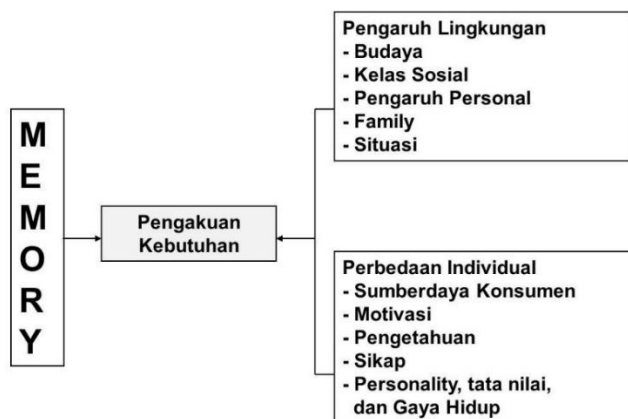 MEMORY
Pengakuan
Kebutuhan
Pengaruh Lingkungan
- Budaya
- Kelas Sosial
- Pengaruh Personal
- Family
- Situasi
Perbedaan Individual
- Sumberdaya Konsumen
- Motivasi
- Pengetahuan
- Sikap
- Personality, tata nilai,
dan Gaya Hidup